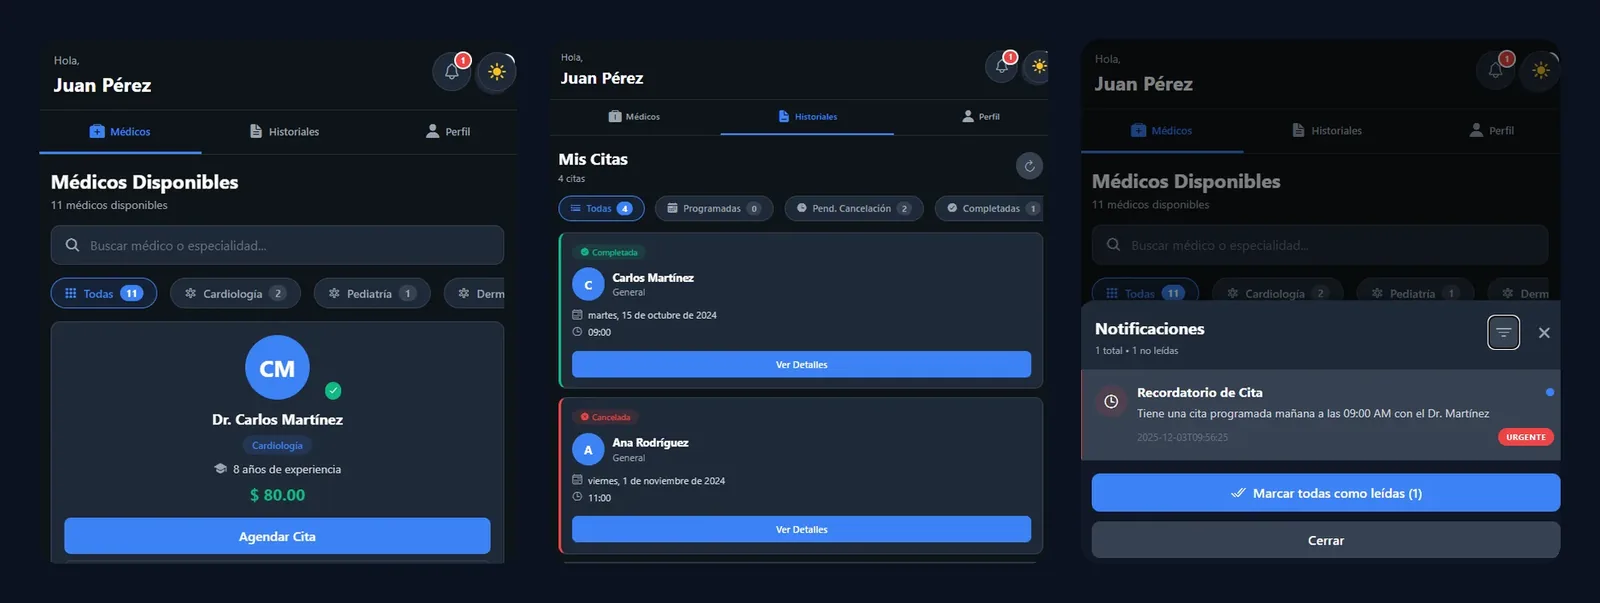 Hola,
Juan Pérez
1
Médicos
Historiales
Perfil
Médicos Disponibles
11 médicos disponibles
Buscar médico o especialidad...
Todas 11
Cardiología 2
Pediatría 1
Derm
CM
Dr. Carlos Martínez
Cardiología
8 años de experiencia
$ 80.00
Agendar Cita
Hola,
Juan Pérez
1
Médicos
Historiales
Perfil
Mis Citas
4 citas
Todas 4
Programadas 0
Pend. Cancelación 2
Completadas 1
Completada
C
Carlos Martínez
General
martes, 15 de octubre de 2024
09:00
Ver Detalles
Cancelada
A
Ana Rodríguez
General
viernes, 1 de noviembre de 2024
11:00
Ver Detalles
Hola,
Juan Pérez
1
Médicos
Historiales
Perfil
Médicos Disponibles
11 médicos disponibles
Buscar médico o especialidad...
Todas 11
Cardiología 2
Pediatría 1
Derm
Notificaciones
1 total • 1 no leídas
Recordatorio de Cita
Tiene una cita programada mañana a las 09:00 AM con el Dr. Martínez
2025-12-03T09:56:25
URGENTE
Marcar todas como leídas (1)
Cerrar